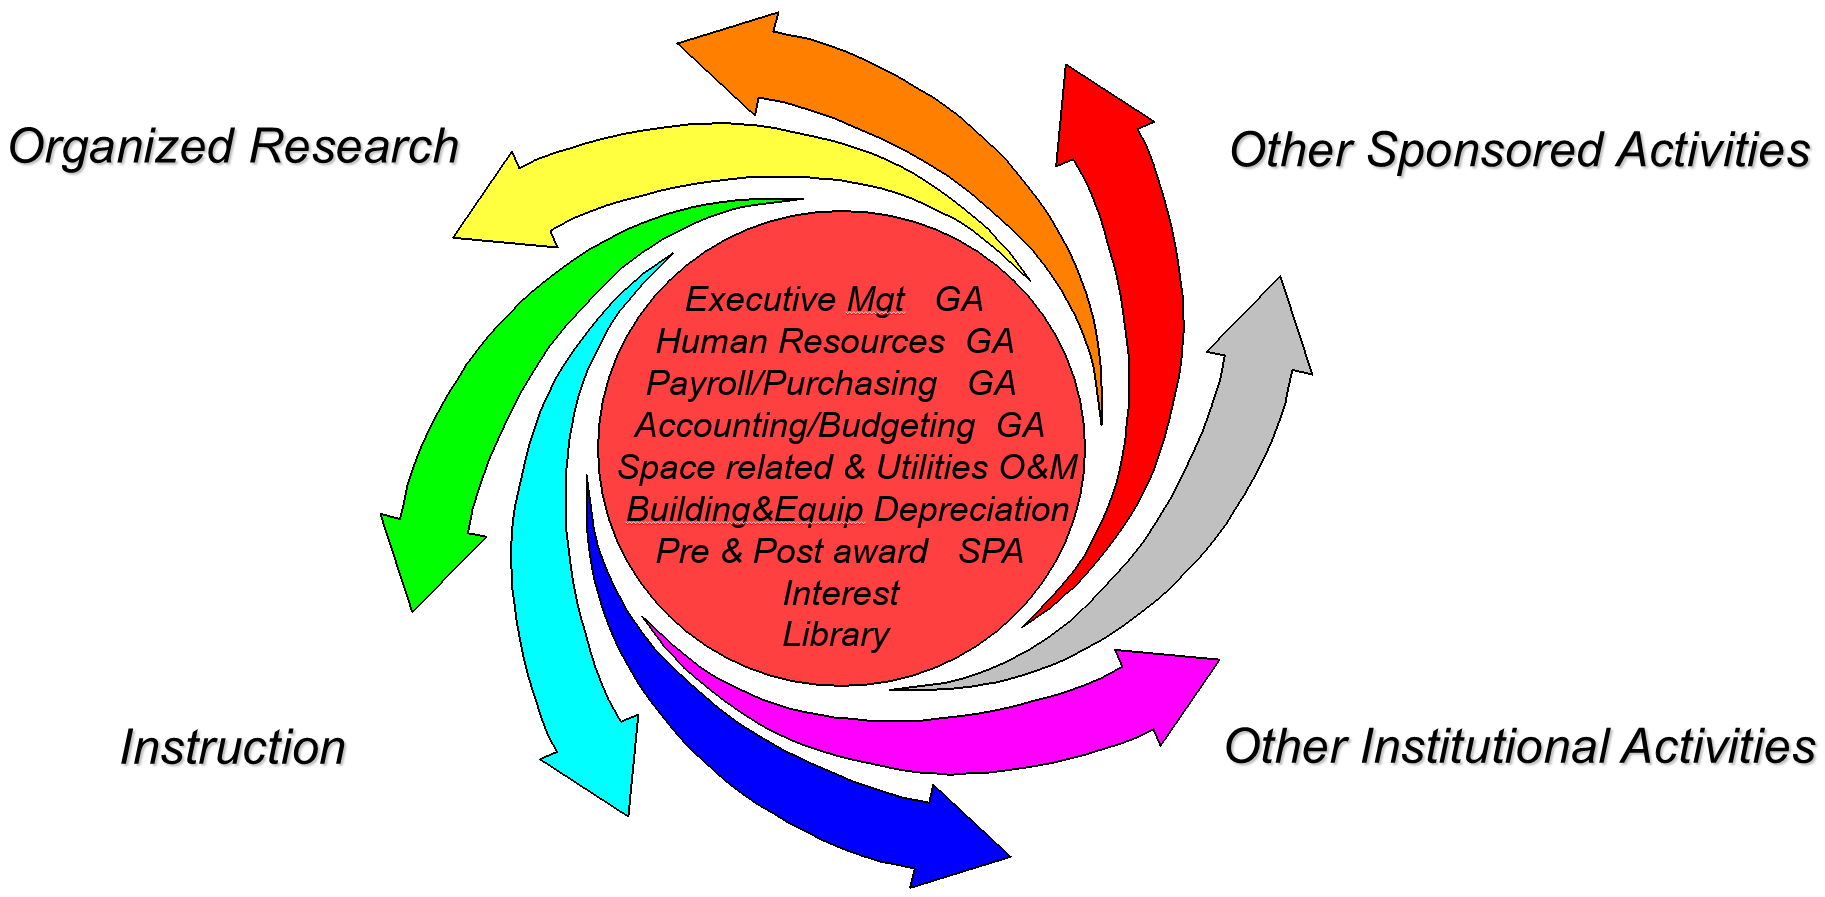 Organized Research
Other Sponsored Activities
Executive Mgt GA
Human Resources GA
Payroll/Purchasing GA
Accounting/Budgeting GA
Space related & Utilities O&M
Building&Equip Depreciation
Pre & Post award SPA
Interest
Library
Instruction
Other Institutional Activities